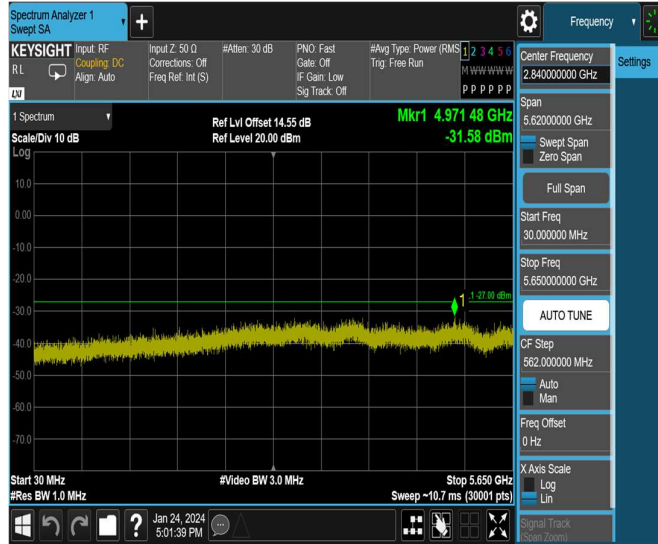 Spectrum Analyzer 1
Swept SA
+
Frequency
KEYSIGHT
RL
LXI
Input: RF
Coupling: DC
Align: Auto
Input Z: 50 Ω
Corrections: Off
Freq Ref: Int (S)
#Atten: 30 dB
PNO: Fast
Gate: Off
IF Gain: Low
Sig Track: Off
#Avg Type: Power (RMS
Trig: Free Run
1 2 3 4 5 6
M W W W W W
P P P P P P
1 Spectrum
Scale/Div 10 dB
Ref Lvl Offset 14.55 dB
Ref Level 20.00 dBm
Mkr1 4.971 48 GHz
-31.58 dBm
Log
10.0
0.00
-10.0
-20.0
-30.0
-40.0
-50.0
-60.0
-70.0
1
.1 -27.00 dBm
Start 30 MHz
#Res BW 1.0 MHz
#Video BW 3.0 MHz
Stop 5.650 GHz
Sweep ~10.7 ms (30001 pts)
?
Jan 24, 2024
5:01:39 PM
Center Frequency
2.840000000 GHz
Settings
Span
5.62000000 GHz
Swept Span
Zero Span
Full Span
Start Freq
30.000000 MHz
Stop Freq
5.650000000 GHz
AUTO TUNE
CF Step
562.000000 MHz
Auto
Man
Freq Offset
0 Hz
X Axis Scale
Log
Lin
Signal Track
(Span Zoom)